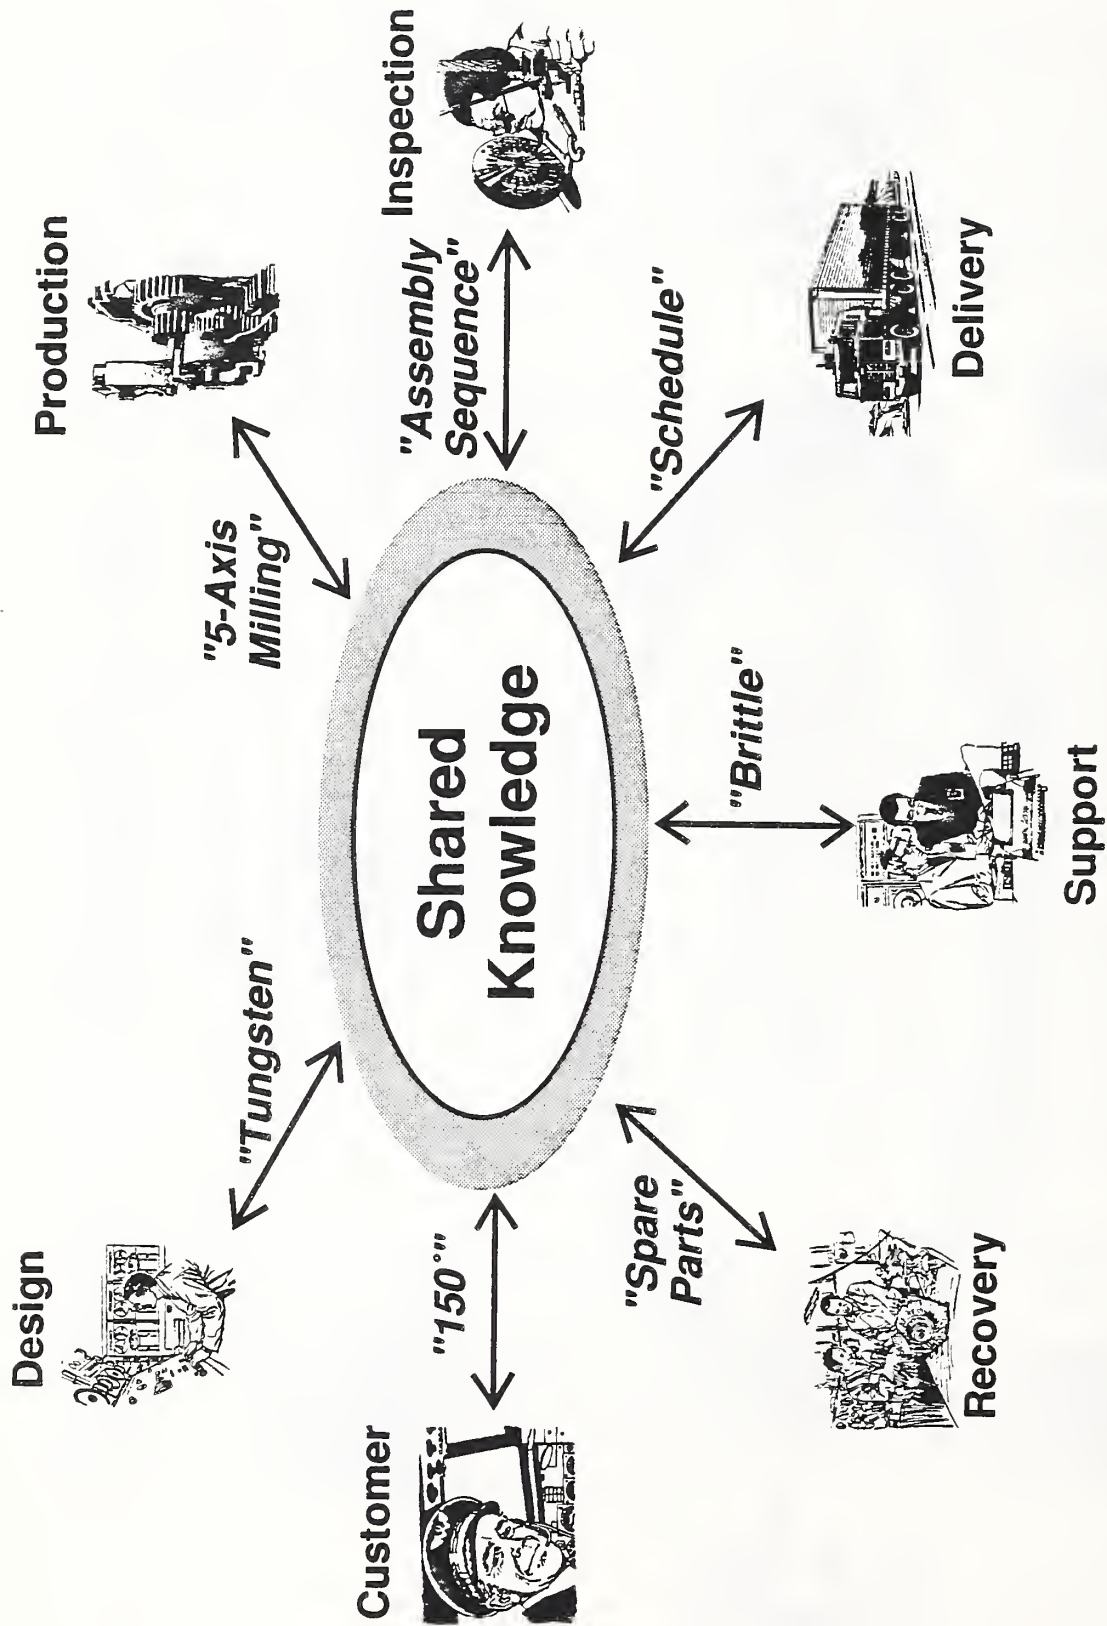 Design
Production
"Tungsten"
"5-Axis
Milling"
Customer
"150°"
Shared
Knowledge
"Assembly
Sequence"
Inspection
"Spare
Parts"
"Brittle"
"Schedule"
Recovery
Support
Delivery